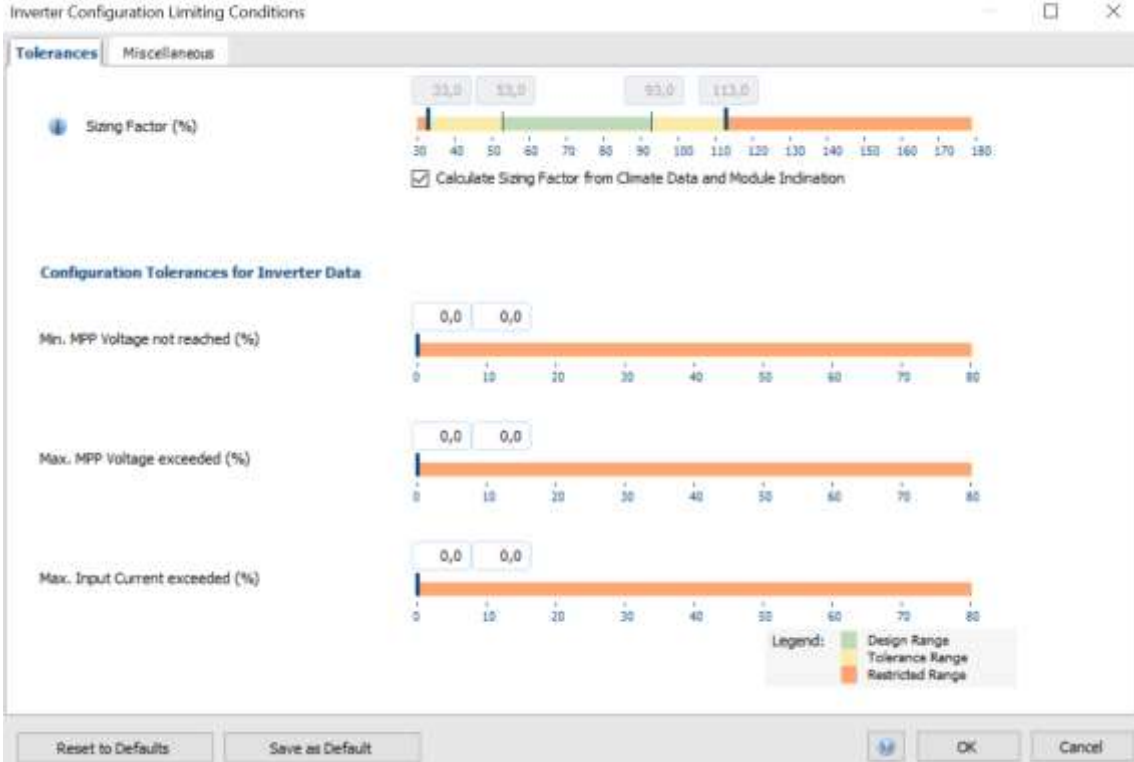 Inverter Configuration Limiting Conditions
Tolerances Miscellaneous
33,0 53,0 93,0 113,0
Sizing Factor (%)
30 40 50 60 70 80 90 100 110 120 130 140 150 160 170 180
Calculate Sizing Factor from Climate Data and Module Inclination
Configuration Tolerances for Inverter Data
0,0 0,0
Min. MPP Voltage not reached (%)
0 10 20 30 40 50 60 70 80
0,0 0,0
Max. MPP Voltage exceeded (%)
0 10 20 30 40 50 60 70 80
0,0 0,0
Max. Input Current exceeded (%)
0 10 20 30 40 50 60 70 80
Legend: Design Range
Tolerance Range
Restricted Range
Reset to Defaults Save as Default OK Cancel